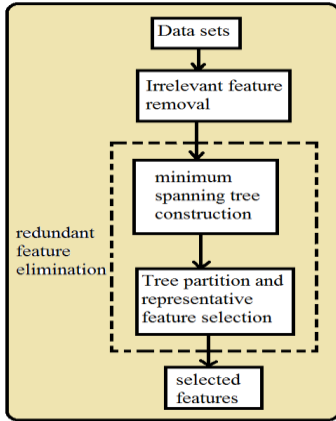 Data sets
Irrelevant feature
removal
minimum
spanning tree
construction
redundant
feature
elimination
Tree partition and
representative
feature selection
selected
features